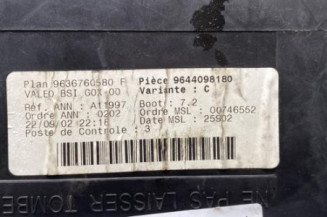 Plan 9636760580 F Pièce 9644098180
VALEO BSI G0X-00 Variante : C
Réf. ANN : A11997 Boot: 7.2
Ordre ANN : 0202 Ordre MSL : 00746552
22/09/02 22:18 Date MSL : 25902
Poste de Controle : 3
NE PAS LAISSER TOMBE